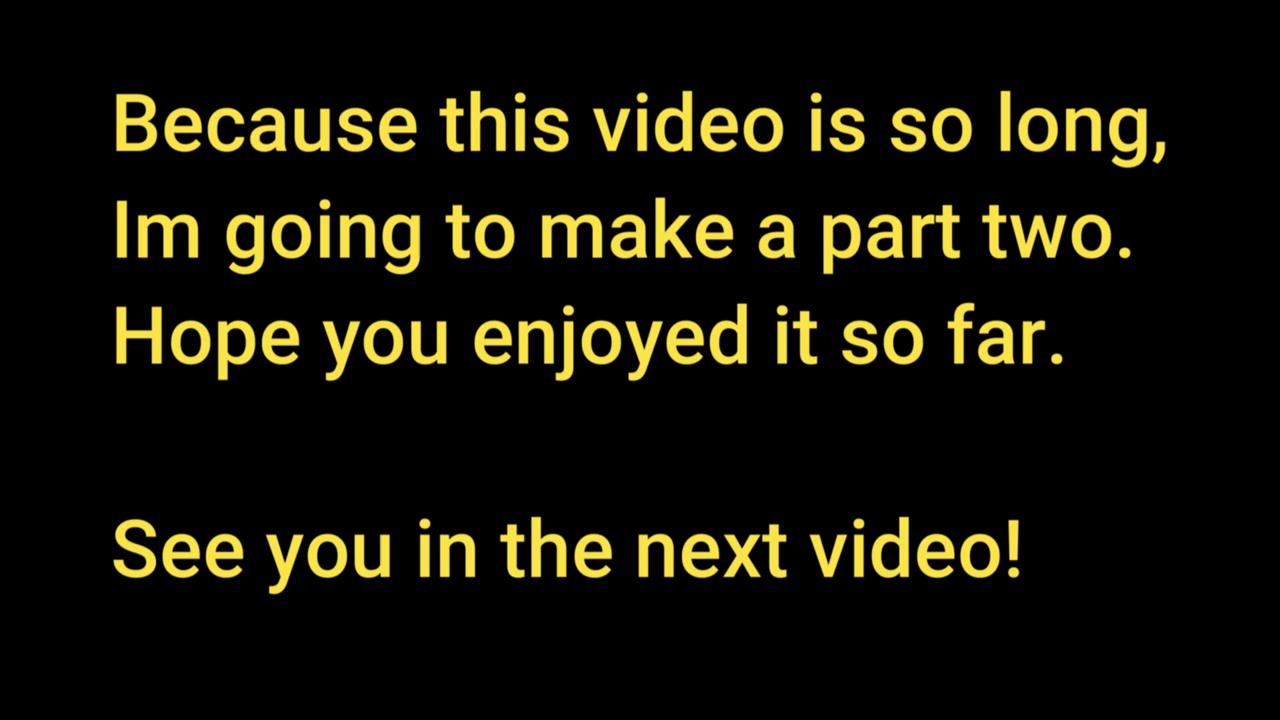 Because this video is so long,
Im going to make a part two.
Hope you enjoyed it so far.
See you in the next video!